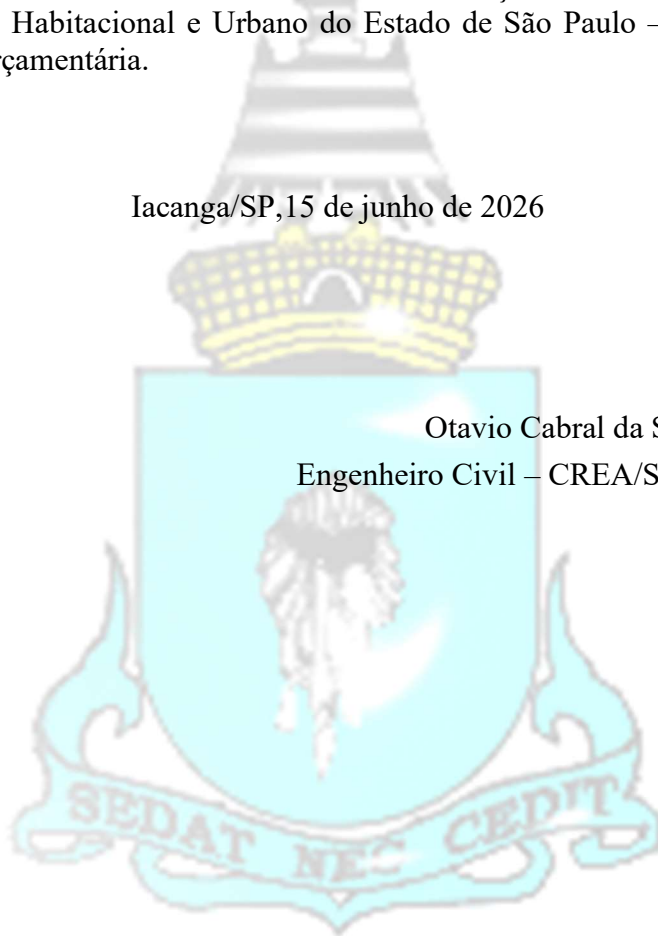 Habitacional e Urbano do Estado de São Paulo –
rçamentária.
Iacanga/SP,15 de junho de 2026
Otavio Cabral da S
Engenheiro Civil – CREA/S
SEDAT NEC CEDIT